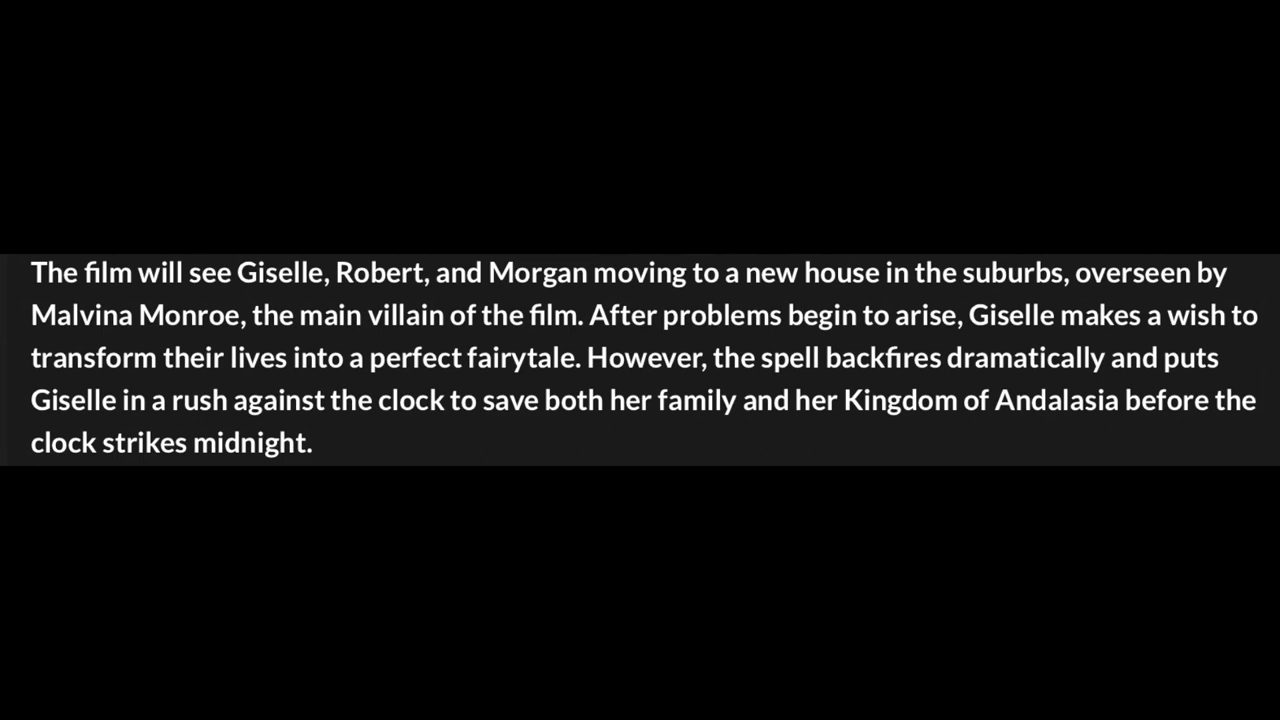 The film will see Giselle, Robert, and Morgan moving to a new house in the suburbs, overseen by
Malvina Monroe, the main villain of the film. After problems begin to arise, Giselle makes a wish to
transform their lives into a perfect fairytale. However, the spell backfires dramatically and puts
Giselle in a rush against the clock to save both her family and her Kingdom of Andalasia before the
clock strikes midnight.